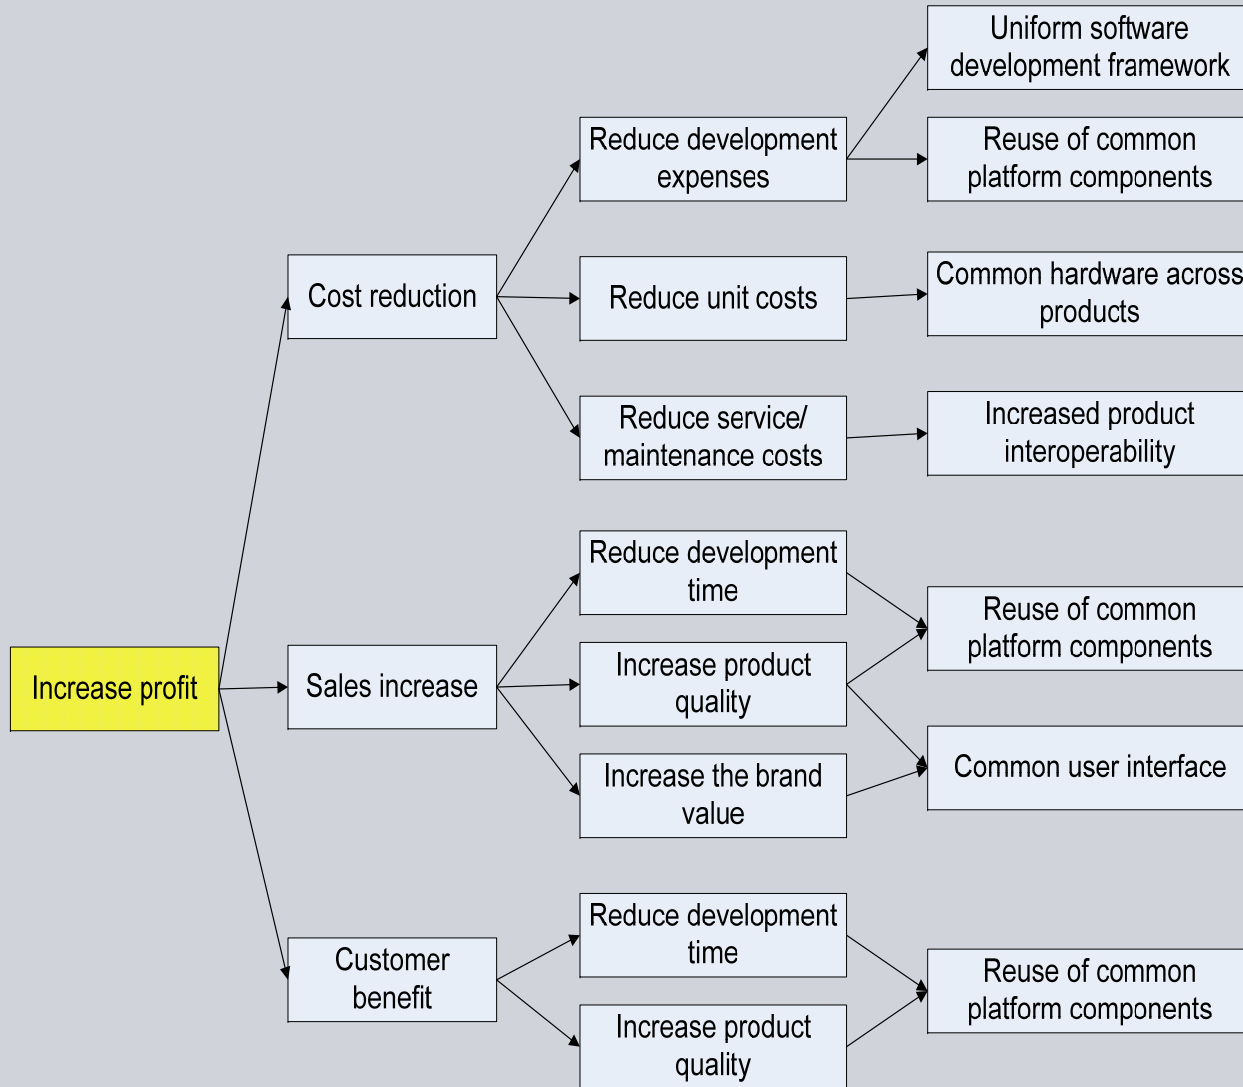 Uniform software
development framework
Reduce development
expenses
Reuse of common
platform components
Cost reduction
Reduce unit costs
Common hardware across
products
Reduce service/
maintenance costs
Increased product
interoperability
Reduce development
time
Reuse of common
platform components
Increase profit
Sales increase
Increase product
quality
Increase the brand
value
Common user interface
Customer
benefit
Reduce development
time
Increase product
quality
Reuse of common
platform components